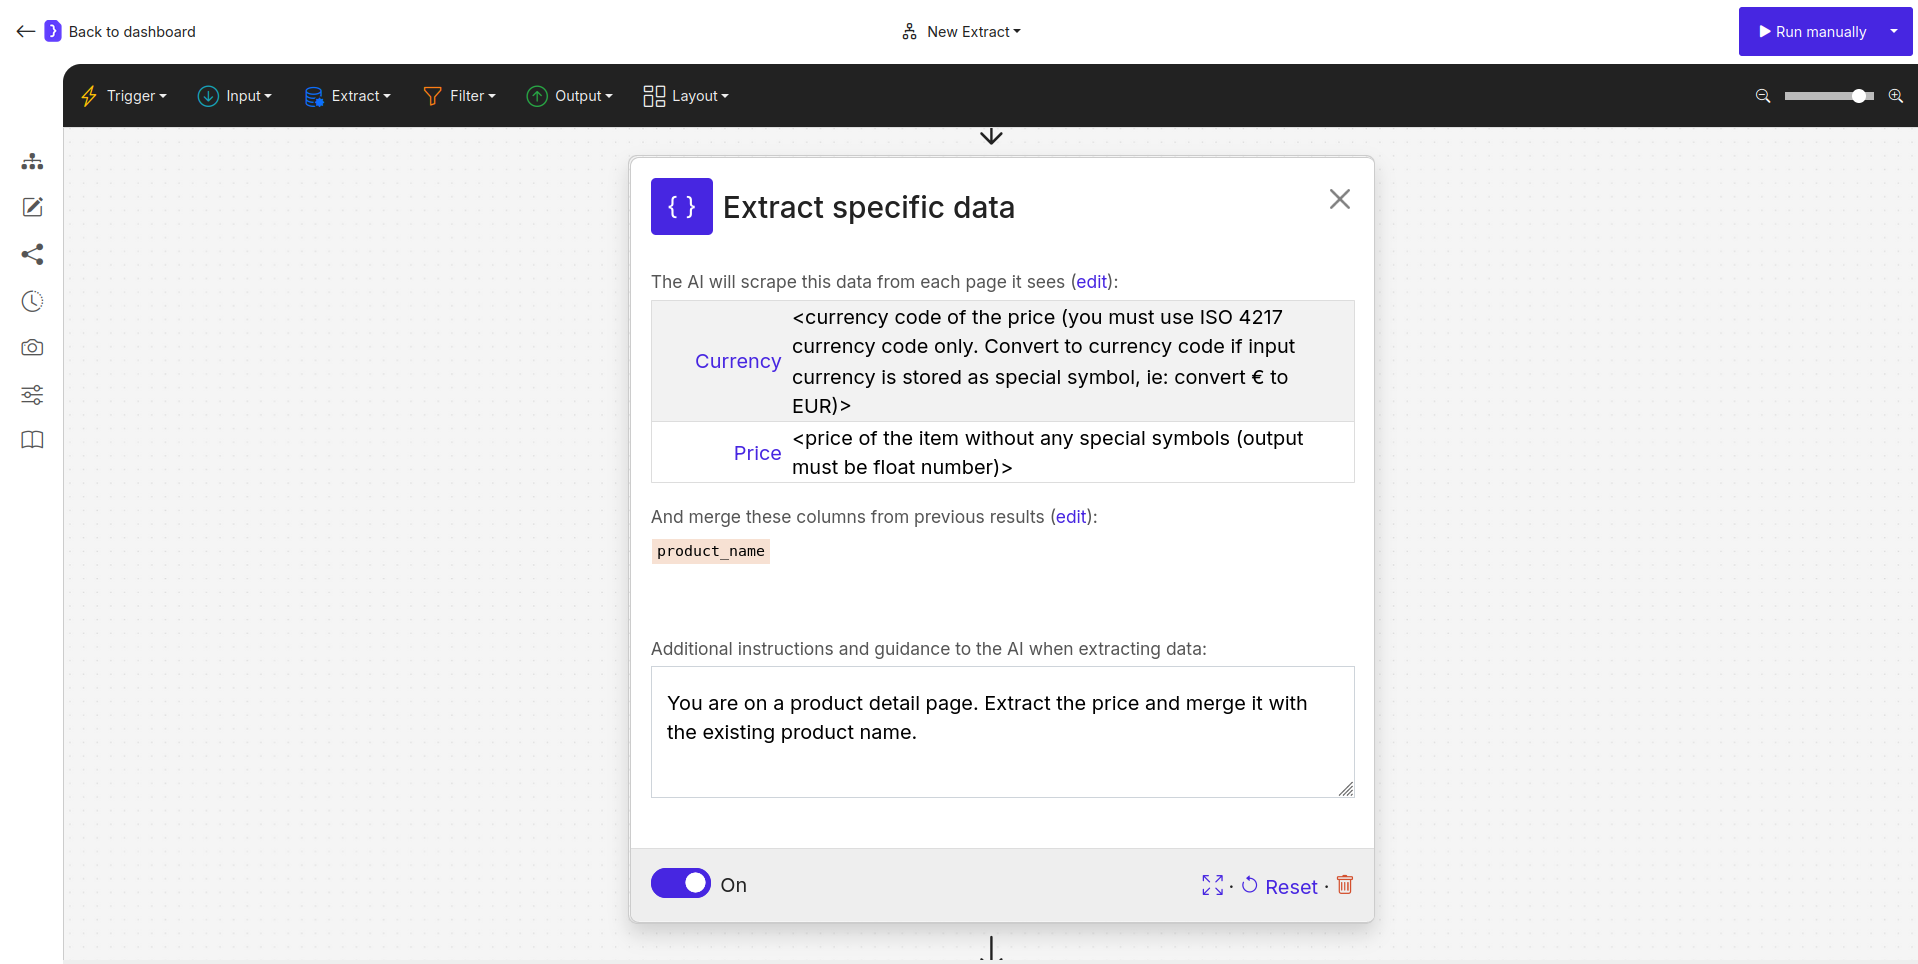 Back to dashboard
New Extract
Run manually
Trigger
Input
Extract
Filter
Output
Layout
{ } Extract specific data
The AI will scrape this data from each page it sees (edit):
Currency
<currency code of the price (you must use ISO 4217
currency code only. Convert to currency code if input
currency is stored as special symbol, ie: convert € to
EUR)>
Price
<price of the item without any special symbols (output
must be float number)>
And merge these columns from previous results (edit):
product_name
Additional instructions and guidance to the AI when extracting data:
You are on a product detail page. Extract the price and merge it with
the existing product name.
On
· Reset ·